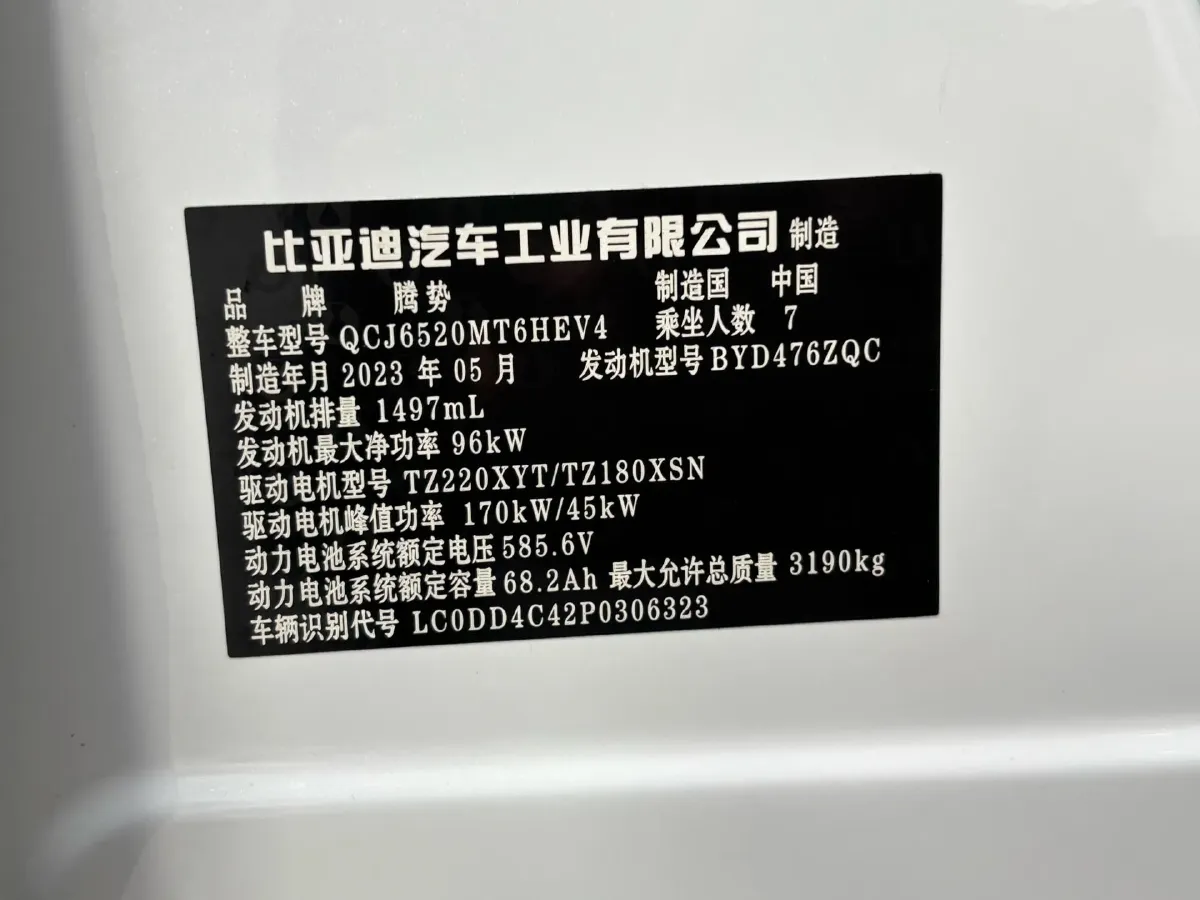 比亚迪汽车工业有限公司 制造
品 牌 腾势 制造国 中国
整车型号 QCJ6520MT6HEV4 乘坐人数 7
制造年月 2023 年 05 月 发动机型号 BYD476ZQC
发动机排量 1497mL
发动机最大净功率 96kW
驱动电机型号 TZ220XYT/TZ180XSN
驱动电机峰值功率 170kW/45kW
动力电池系统额定电压 585.6V
动力电池系统额定容量 68.2Ah 最大允许总质量 3190kg
车辆识别代号 LC0DD4C42P0306323